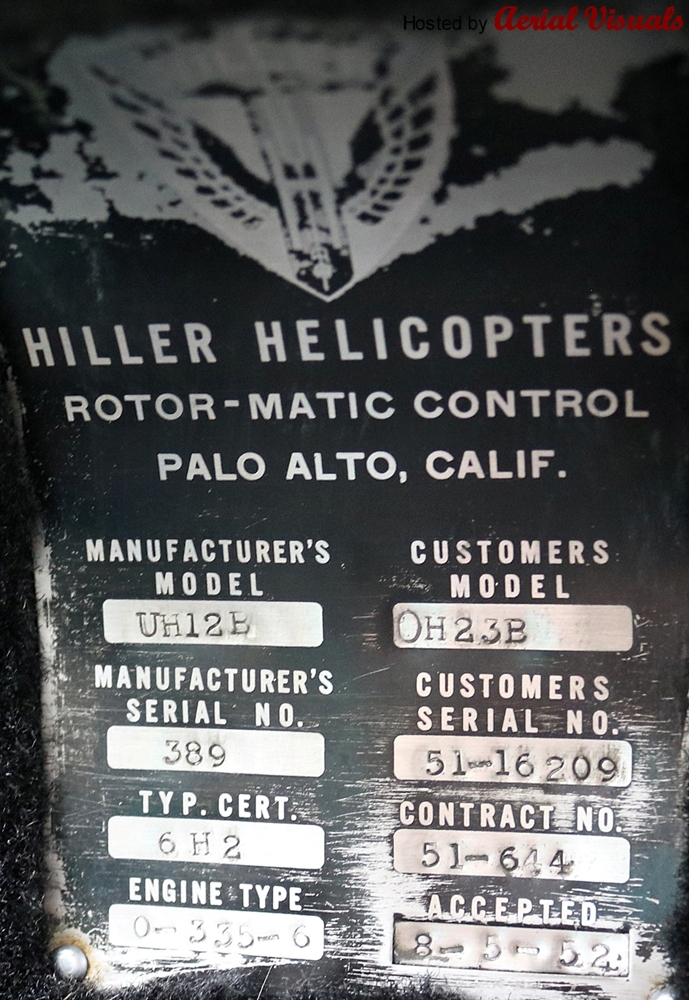 Hosted by Aerial Visuals
HILLER HELICOPTERS
ROTOR-MATIC CONTROL
PALO ALTO, CALIF.
MANUFACTURER'S
MODEL
UH12B
CUSTOMERS
MODEL
OH23B
MANUFACTURER'S
SERIAL NO.
389
CUSTOMERS
SERIAL NO.
51-16209
TYP. CERT.
6H2
CONTRACT NO.
51-644
ENGINE TYPE
O-335-6
ACCEPTED
8-5-52